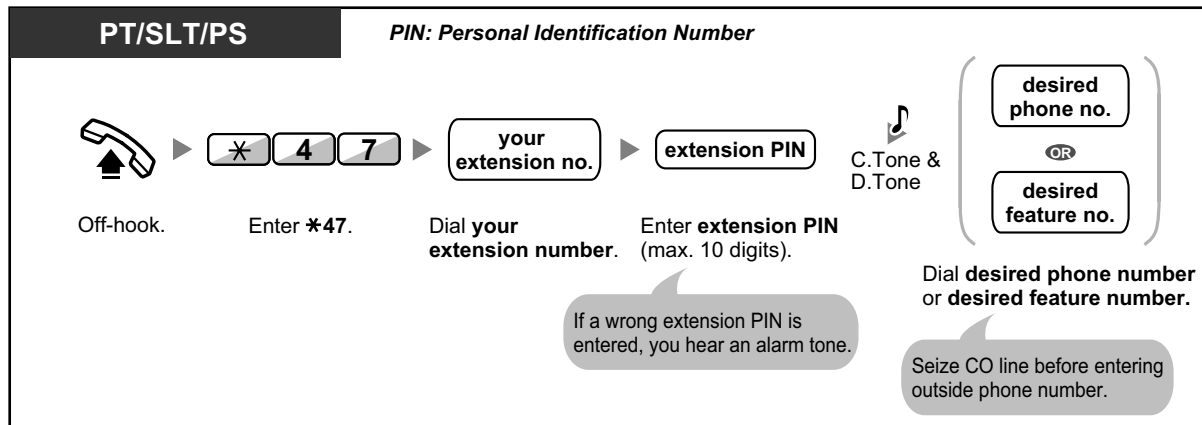 PT/SLT/PS
PIN: Personal Identification Number
* 4 7
your
extension no.
extension PIN
C.Tone &
D.Tone
desired
phone no.
OR
desired
feature no.
Off-hook.
Enter *47.
Dial your
extension number.
Enter extension PIN
(max. 10 digits).
Dial desired phone number
or desired feature number.
If a wrong extension PIN is
entered, you hear an alarm tone.
Seize CO line before entering
outside phone number.